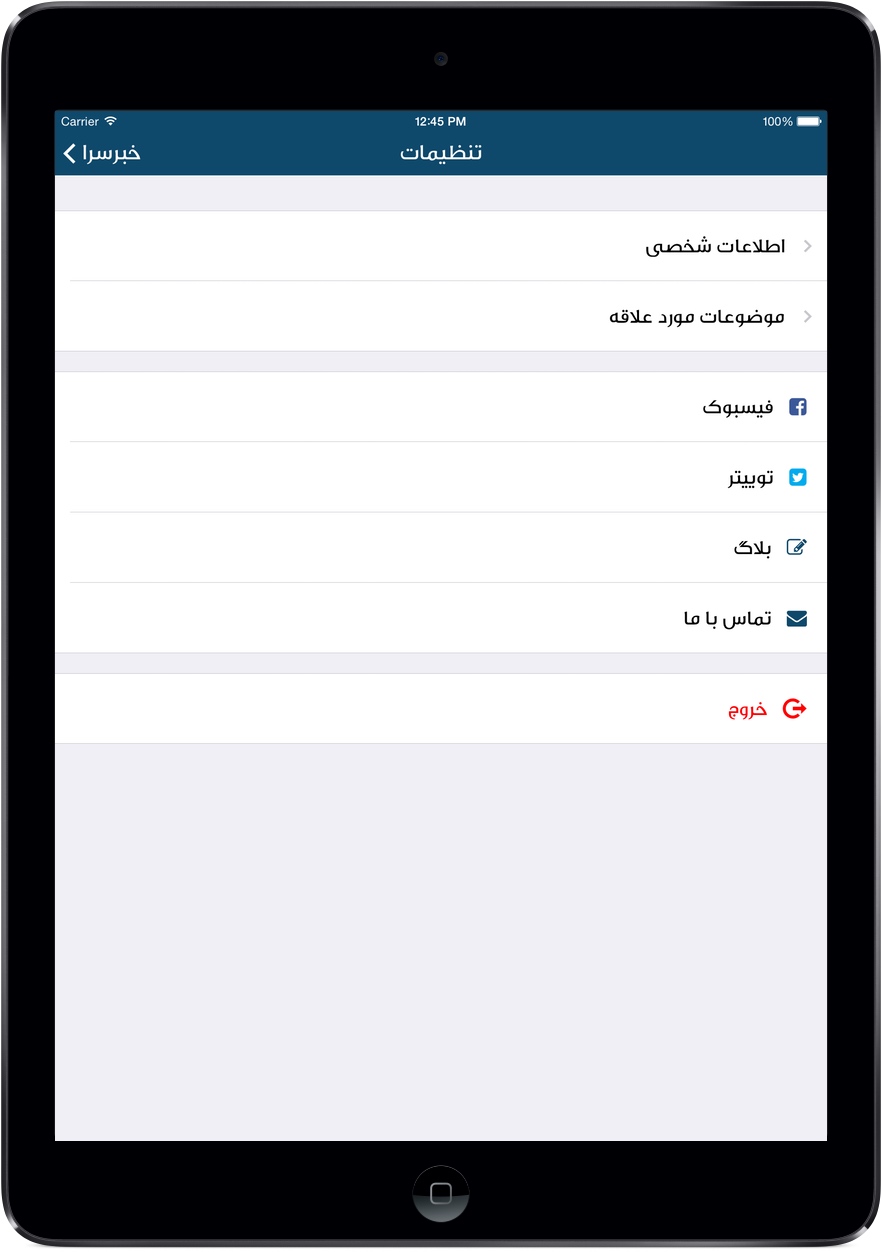 Carrier 12:45 PM 100%
خبرسرا تنظیمات
اطلاعات شخصی
موضوعات مورد علاقه
فیسبوک
توییتر
بلاگ
تماس با ما
خروج